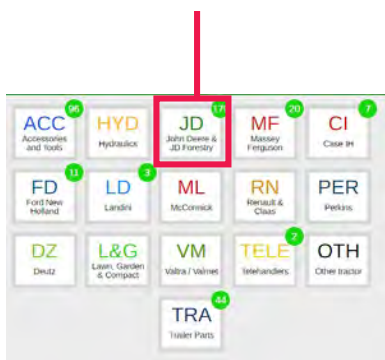 96
ACC
Accessories
and Tools
HYD
Hydraulics
JD
John Deere &
JD Forestry
20
MF
Massey
Ferguson
7
CI
Case IH
11
FD
Ford New
Holland
3
LD
Landini
ML
McConnick
RN
Renault &
Claas
PER
Perkins
DZ
Deutz
L&G
Lawn, Garden
& Compact
VM
Valtra / Valmet
2
TELE
Telehandlers
OTH
Other tractor
44
TRA
Trailer Parts